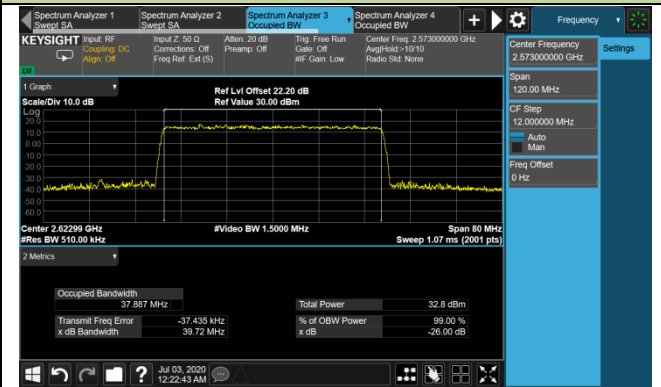 Spectrum Analyzer 1
Swept SA
Spectrum Analyzer 2
Swept SA
Spectrum Analyzer 3
Occupied BW
Spectrum Analyzer 4
Occupied BW
Frequency
KEYSIGHT
Input: RF
Coupling: DC
Align: Off
Input Z: 50 Ω
Corrections: Off
Freq Ref: Ext (S)
Atten: 20 dB
Preamp: Off
Trig: Free Run
Gate: Off
#IF Gain: Low
Center Freq: 2.573000000 GHz
Avg|Hold:>10/10
Radio Std: None
LV
Center Frequency
2.573000000 GHz
Settings
Span
120.00 MHz
CF Step
12.000000 MHz
Auto
Man
Freq Offset
0 Hz
1 Graph
Scale/Div 10.0 dB
Ref Lvl Offset 22.20 dB
Ref Value 30.00 dBm
Log
20.0
10.0
0.00
-10.0
-20.0
-30.0
-40.0
-50.0
-60.0
Center 2.62299 GHz
#Res BW 510.00 kHz
#Video BW 1.5000 MHz
Span 80 MHz
Sweep 1.07 ms (2001 pts)
2 Metrics
Occupied Bandwidth
37.887 MHz
Total Power 32.8 dBm
Transmit Freq Error -37.435 kHz
% of OBW Power 99.00 %
x dB Bandwidth 39.72 MHz
x dB -26.00 dB
Jul 03, 2020
12:22:43 AM